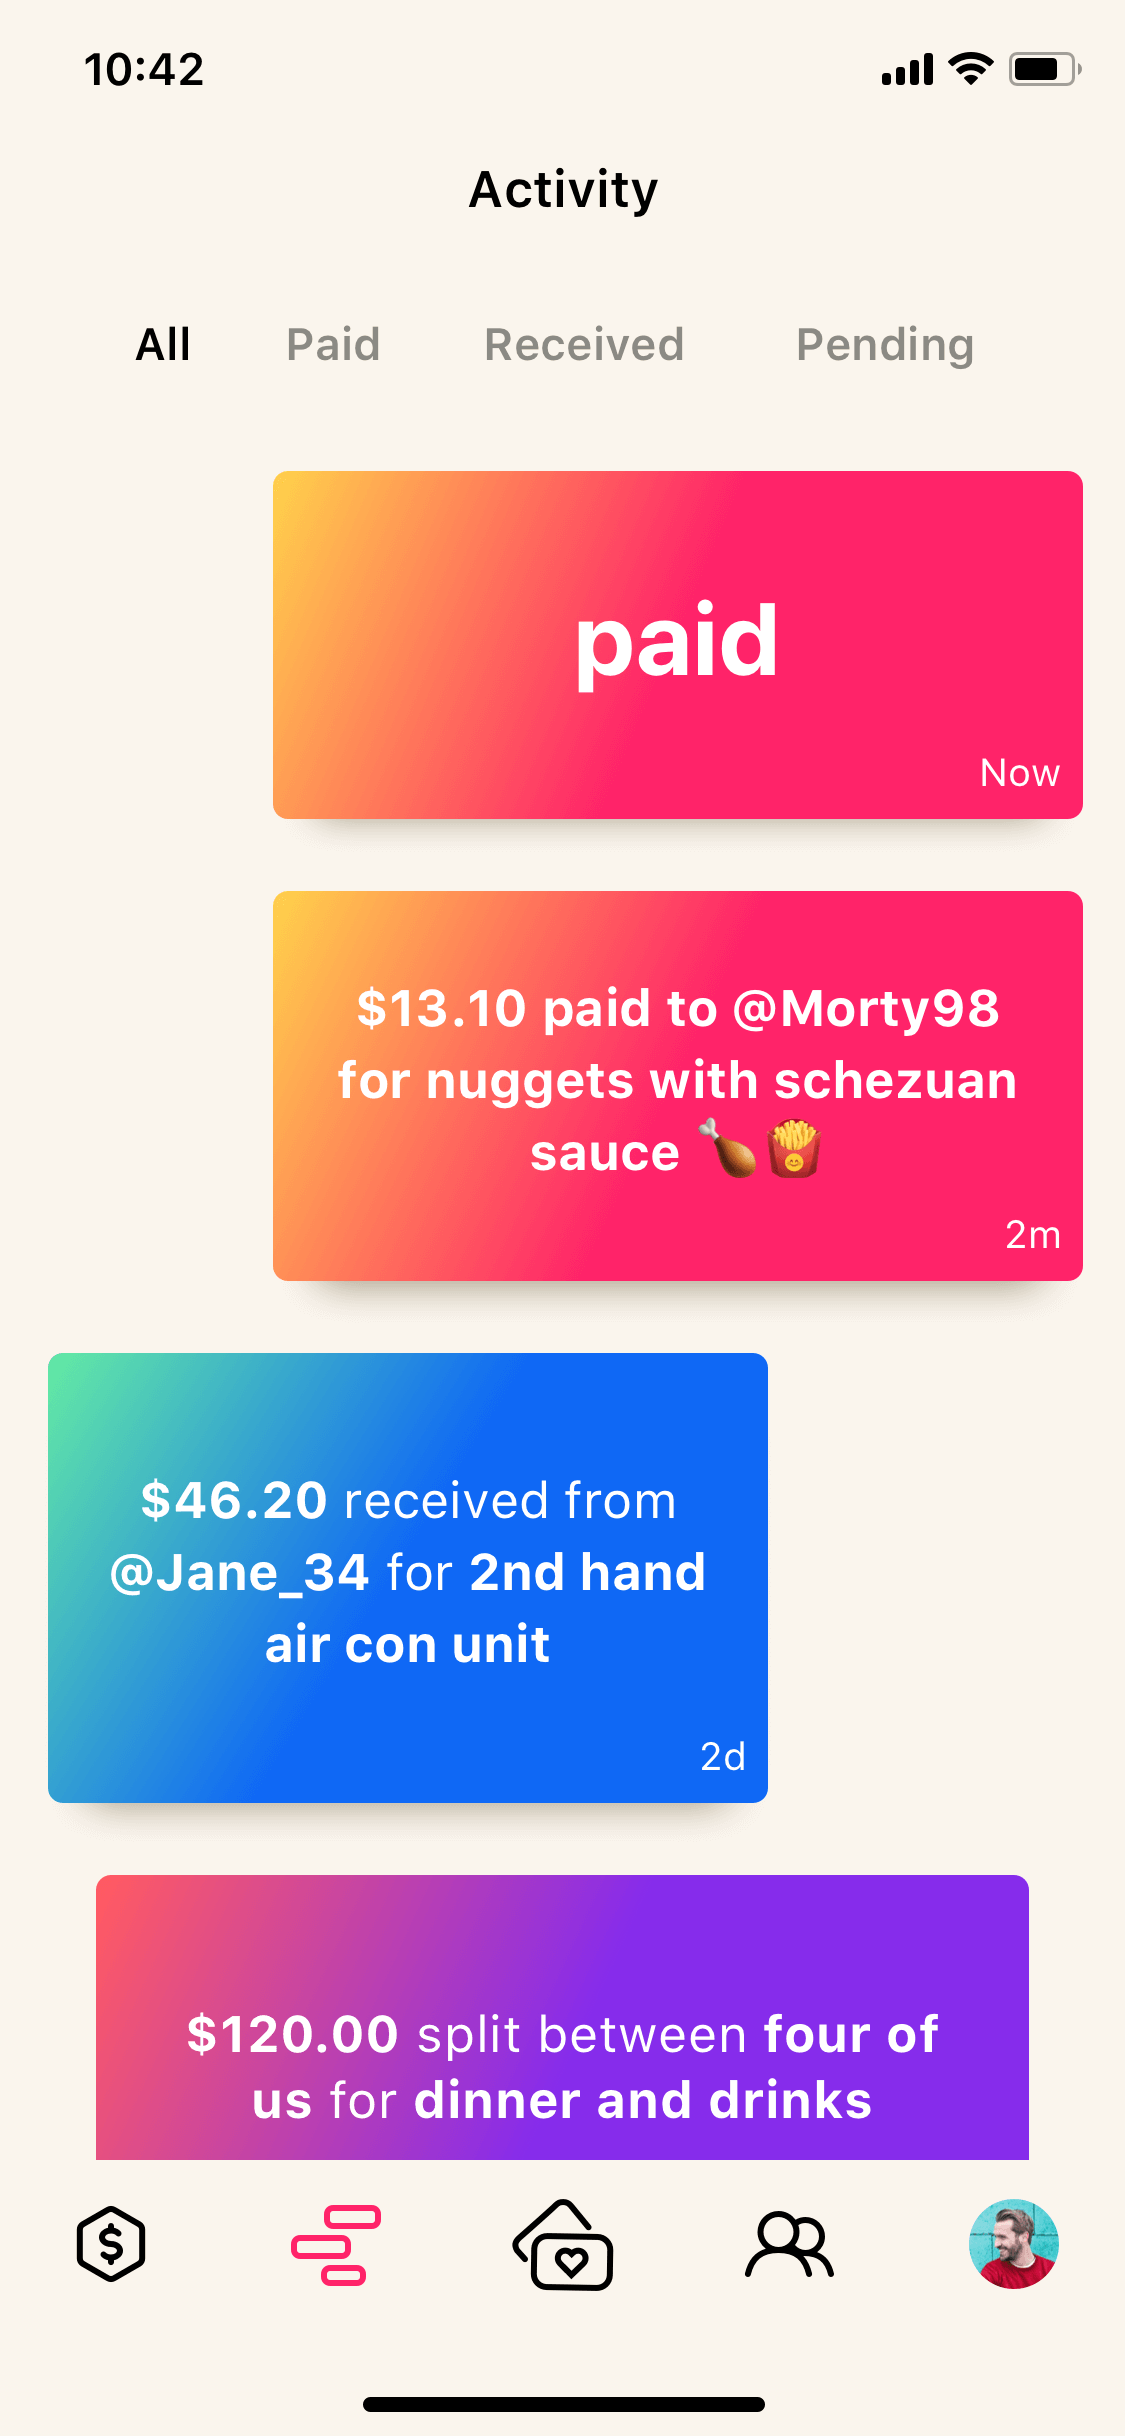 10:42
Activity
All Paid Received Pending
paid
Now
$13.10 paid to @Morty98
for nuggets with schezuan
sauce 🍗🍟
2m
$46.20 received from
@Jane_34 for 2nd hand
air con unit
2d
$120.00 split between four of
us for dinner and drinks
$